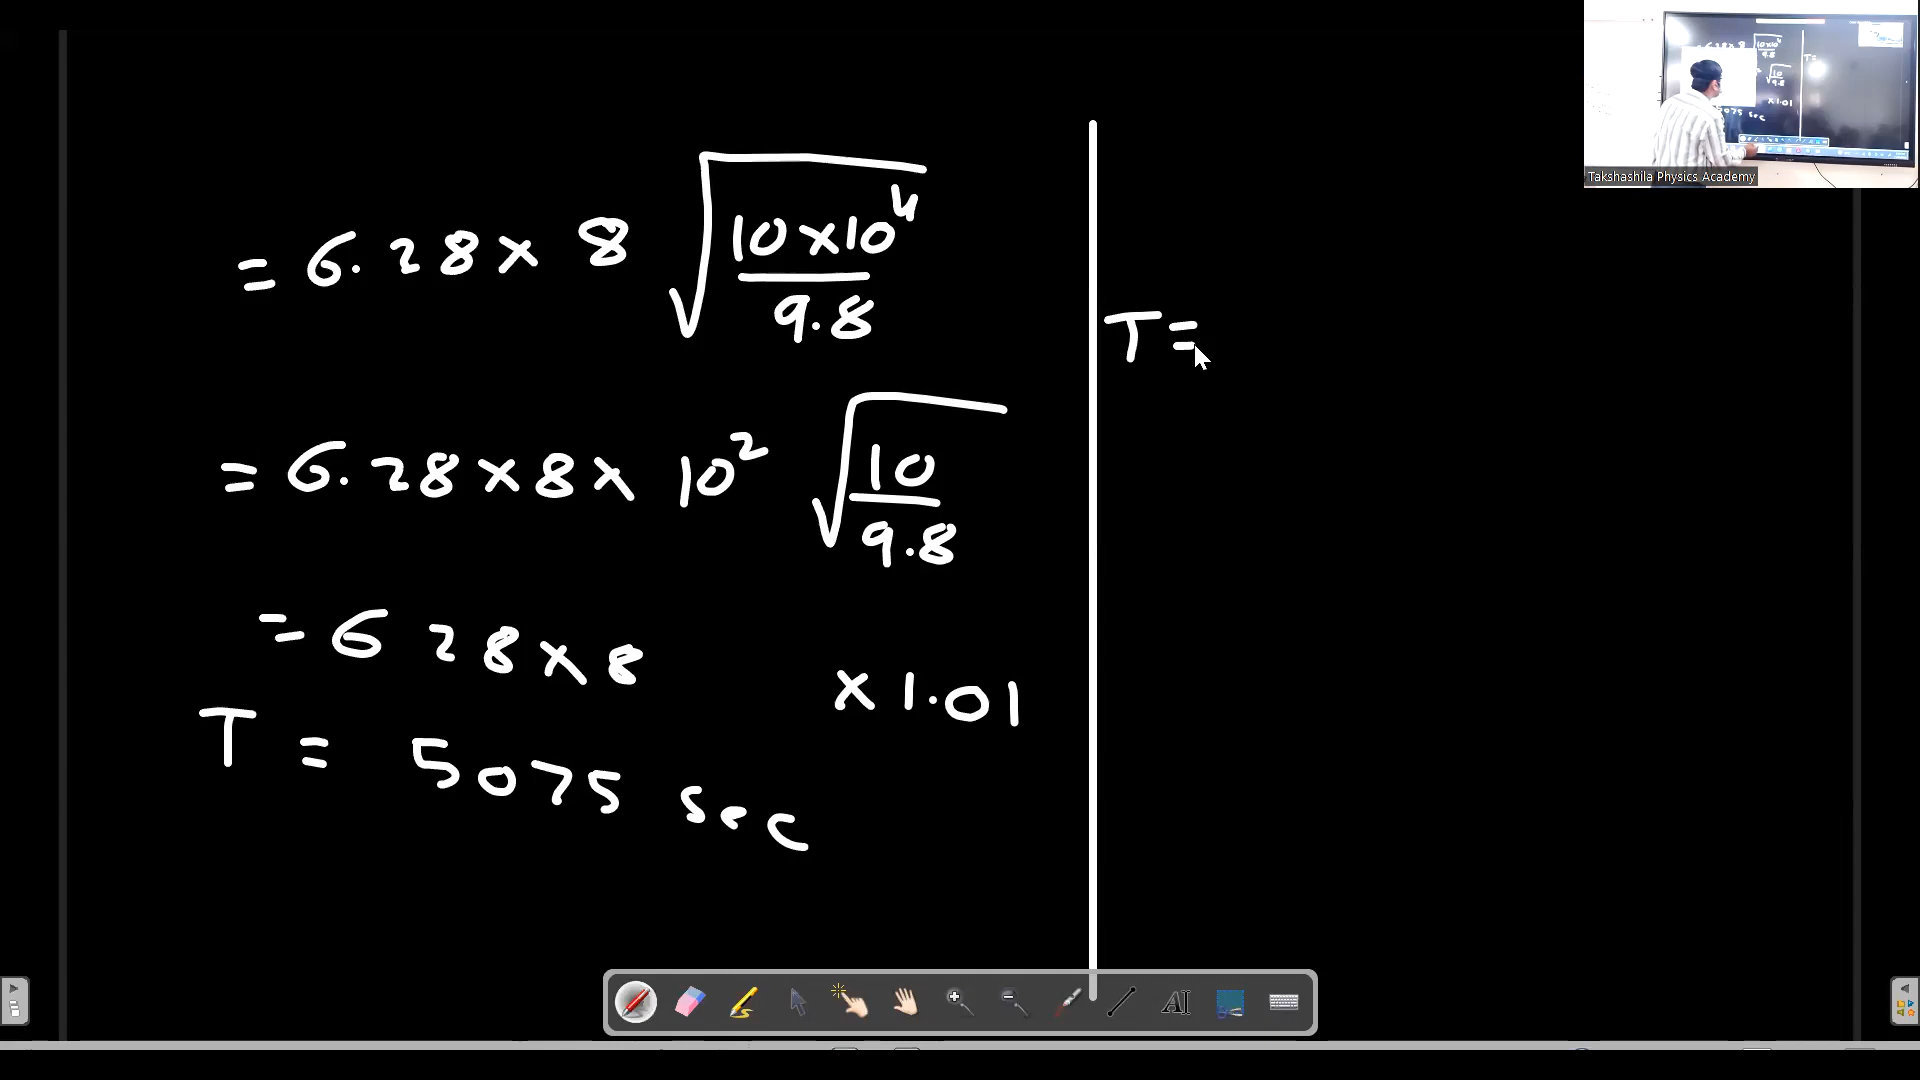 = 6.28 × 8 √(10×10⁴/9.8)
= 6.28×8× 10² √(10/9.8)
= 6 28×8 × 1.01
T = 5075 sec
T =
Takshashila Physics Academy